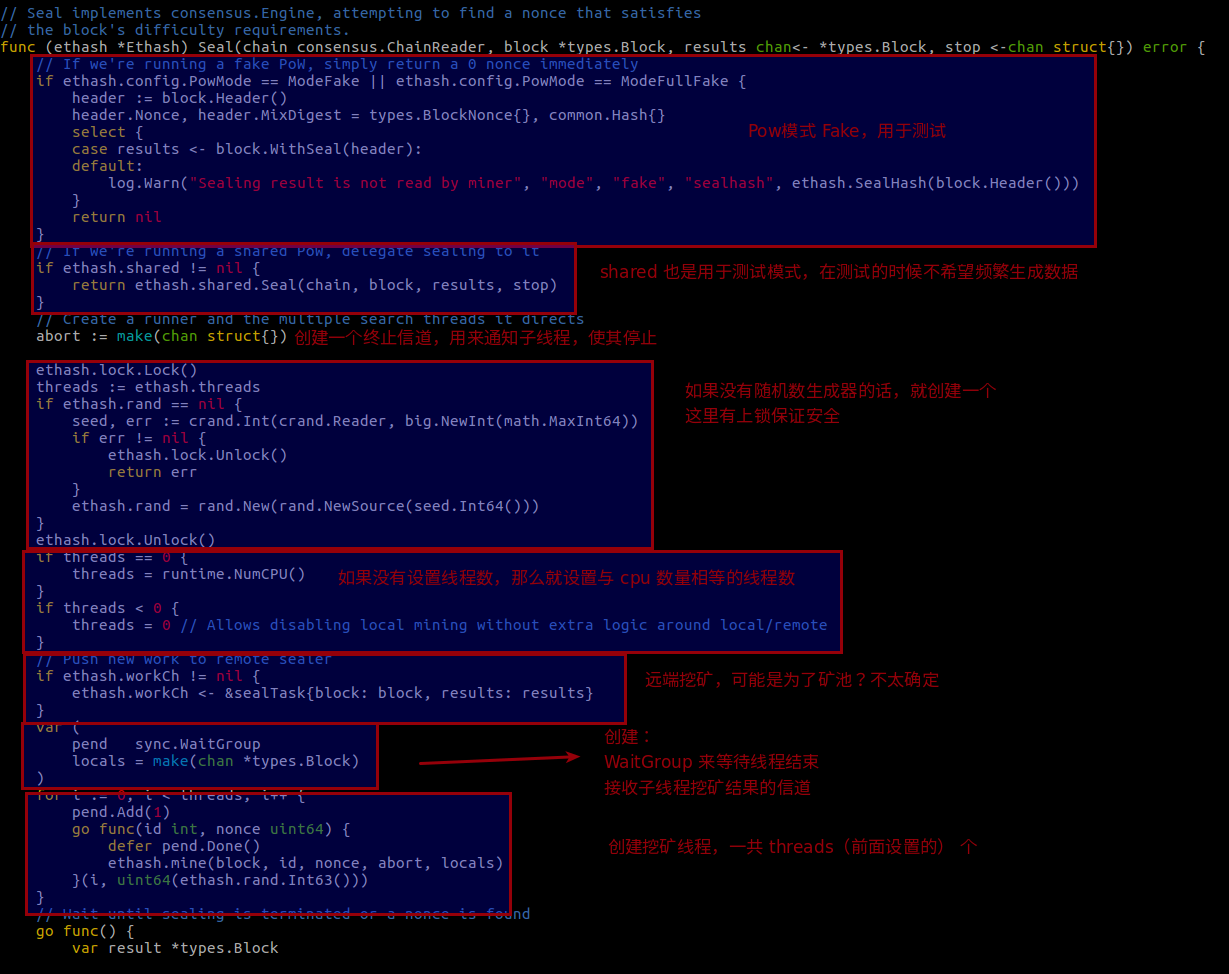 // Seal implements consensus.Engine, attempting to find a nonce that satisfies
// the block's difficulty requirements.
func (ethash *Ethash) Seal(chain consensus.ChainReader, block *types.Block, results chan<- *types.Block, stop <-chan struct{}) error {
    // If we're running a fake PoW, simply return a 0 nonce immediately
    if ethash.config.PowMode == ModeFake || ethash.config.PowMode == ModeFullFake {
        header := block.Header()
        header.Nonce, header.MixDigest = types.BlockNonce{}, common.Hash{}
        select {
Pow模式 Fake，用于测试
        case results <- block.WithSeal(header):
        default:
            log.Warn("Sealing result is not read by miner", "mode", "fake", "sealhash", ethash.SealHash(block.Header()))
        }
        return nil
    }
    // If we're running a shared PoW, delegate sealing to it
    if ethash.shared != nil {
shared 也是用于测试模式，在测试的时候不希望频繁生成数据
        return ethash.shared.Seal(chain, block, results, stop)
    }
    // Create a runner and the multiple search threads it directs
    abort := make(chan struct{}) 创建一个终止信道，用来通知子线程，使其停止
    ethash.lock.Lock()
    threads := ethash.threads
如果没有随机数生成器的话，就创建一个
    if ethash.rand == nil {
这里有上锁保证安全
        seed, err := crand.Int(crand.Reader, big.NewInt(math.MaxInt64))
        if err != nil {
            ethash.lock.Unlock()
            return err
        }
        ethash.rand = rand.New(rand.NewSource(seed.Int64()))
    }
    ethash.lock.Unlock()
    if threads == 0 {
        threads = runtime.NumCPU() 如果没有设置线程数，那么就设置与 cpu 数量相等的线程数
    }
    if threads < 0 {
        threads = 0 // Allows disabling local mining without extra logic around local/remote
    }
    // Push new work to remote sealer
    if ethash.workCh != nil {
远端挖矿，可能是为了矿池？不太确定
        ethash.workCh <- &sealTask{block: block, results: results}
    }
    var (
创建：
        pend   sync.WaitGroup
        locals = make(chan *types.Block)
WaitGroup 来等待线程结束
    )
接收子线程挖矿结果的信道
    for i := 0; i < threads; i++ {
        pend.Add(1)
        go func(id int, nonce uint64) {
            defer pend.Done()
创建挖矿线程，一共 threads（前面设置的） 个
            ethash.mine(block, id, nonce, abort, locals)
        }(i, uint64(ethash.rand.Int63()))
    }
    // Wait until sealing is terminated or a nonce is found
    go func() {
        var result *types.Block